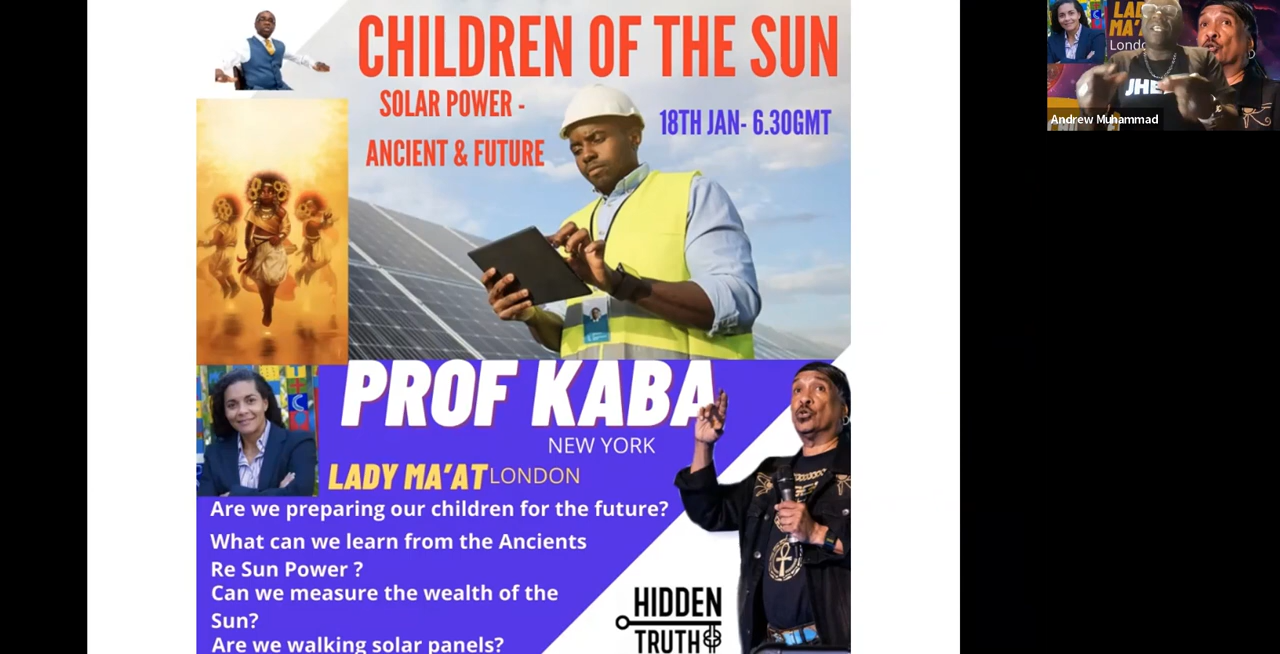 CHILDREN OF THE SUN
SOLAR POWER -
ANCIENT & FUTURE
18TH JAN- 6.30GMT
PROF KABA
NEW YORK
LADY MA'AT LONDON
Are we preparing our children for the future?
What can we learn from the Ancients
Re Sun Power ?
Can we measure the wealth of the
Sun?
Are we walking solar panels?
HIDDEN
TRUTH
Andrew Muhammad